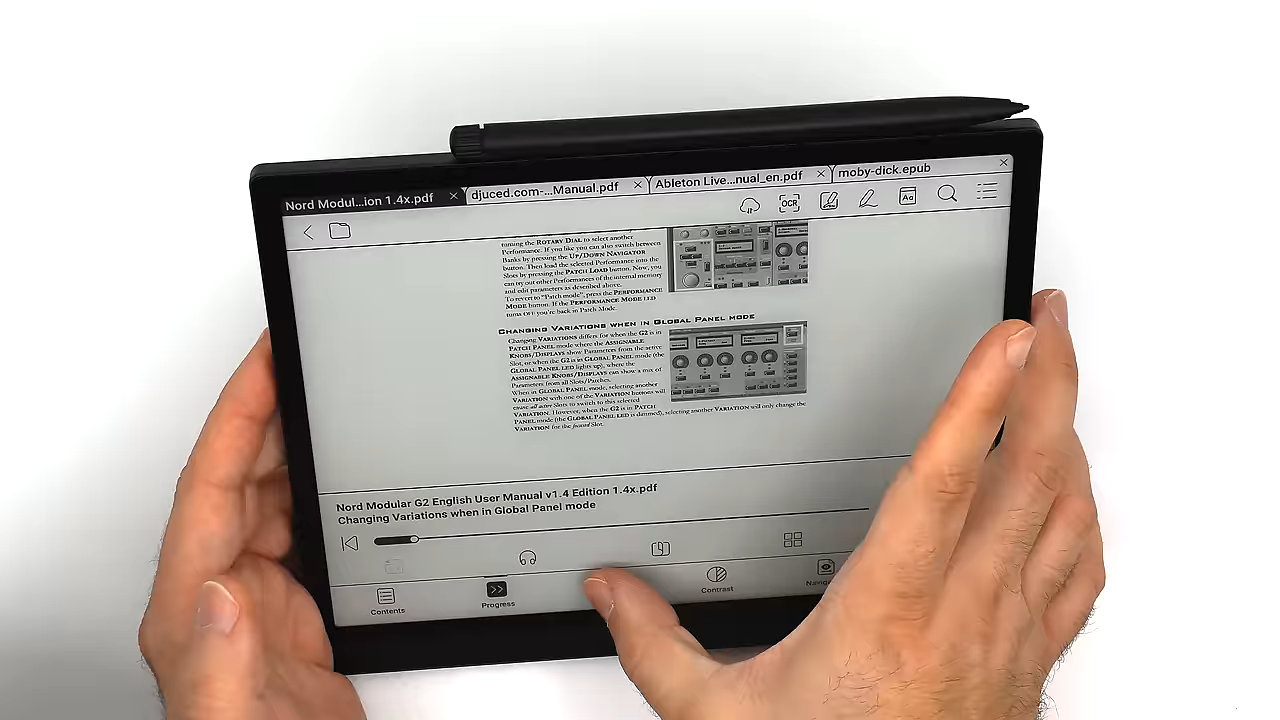 Nord Modul...ion 1.4x.pdf
djuced.com-...Manual.pdf
Ableton Live...nual_en.pdf
moby-dick.epub
OCR
Aa
turning the ROTARY DIAL to select another
Performance. If you like you can also switch between
Banks by pressing the UP/DOWN NAVIGATOR
button. Then load the selected Performance into the
Slots by pressing the PATCH LOAD button. Now, you
can try out other Performances of the internal memory
and edit parameters as described above.
To revert to "Patch mode", press the PERFORMANCE
MODE button. If the PERFORMANCE MODE LED
turns OFF you're back in Patch Mode.
CHANGING VARIATIONS WHEN IN GLOBAL PANEL MODE
Changing VARIATIONS differs for when the G2 is in
PATCH PANEL mode where the ASSIGNABLE
KNOBS/DISPLAYS show Parameters from the active
Slot, or when the G2 is in GLOBAL PANEL mode (the
GLOBAL PANEL LED lights up), where the
ASSIGNABLE KNOBS/DISPLAYS can show a mix of
Parameters from all Slots/Patches.
When in GLOBAL PANEL mode, selecting another
VARIATION with one of the VARIATION buttons will
cause all active Slots to switch to this selected
VARIATION. However, when the G2 is in PATCH
PANEL mode (the GLOBAL PANEL LED is dimmed), selecting another VARIATION will only change the
VARIATION for the focused Slot.
Nord Modular G2 English User Manual v1.4 Edition 1.4x.pdf
Changing Variations when in Global Panel mode
Contents
Progress
Contrast